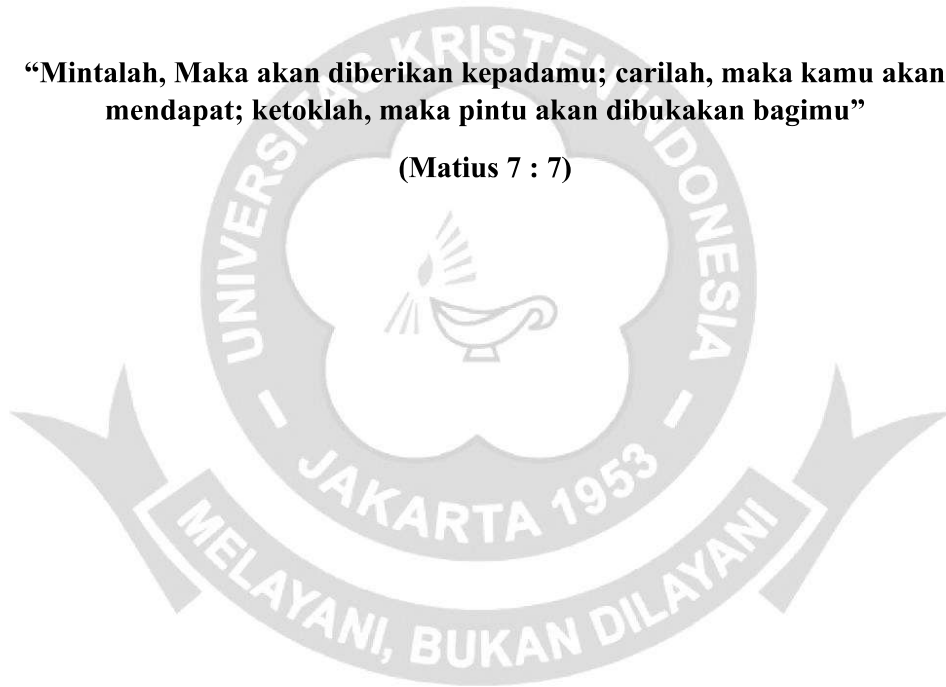 “Mintalah, Maka akan diberikan kepadamu; carilah, maka kamu akan
mendapat; ketoklah, maka pintu akan dibukakan bagimu”
(Matius 7 : 7)
UNIVERSITAS KRISTEN INDONESIA
JAKARTA 1953
MELAYANI, BUKAN DILAYANI